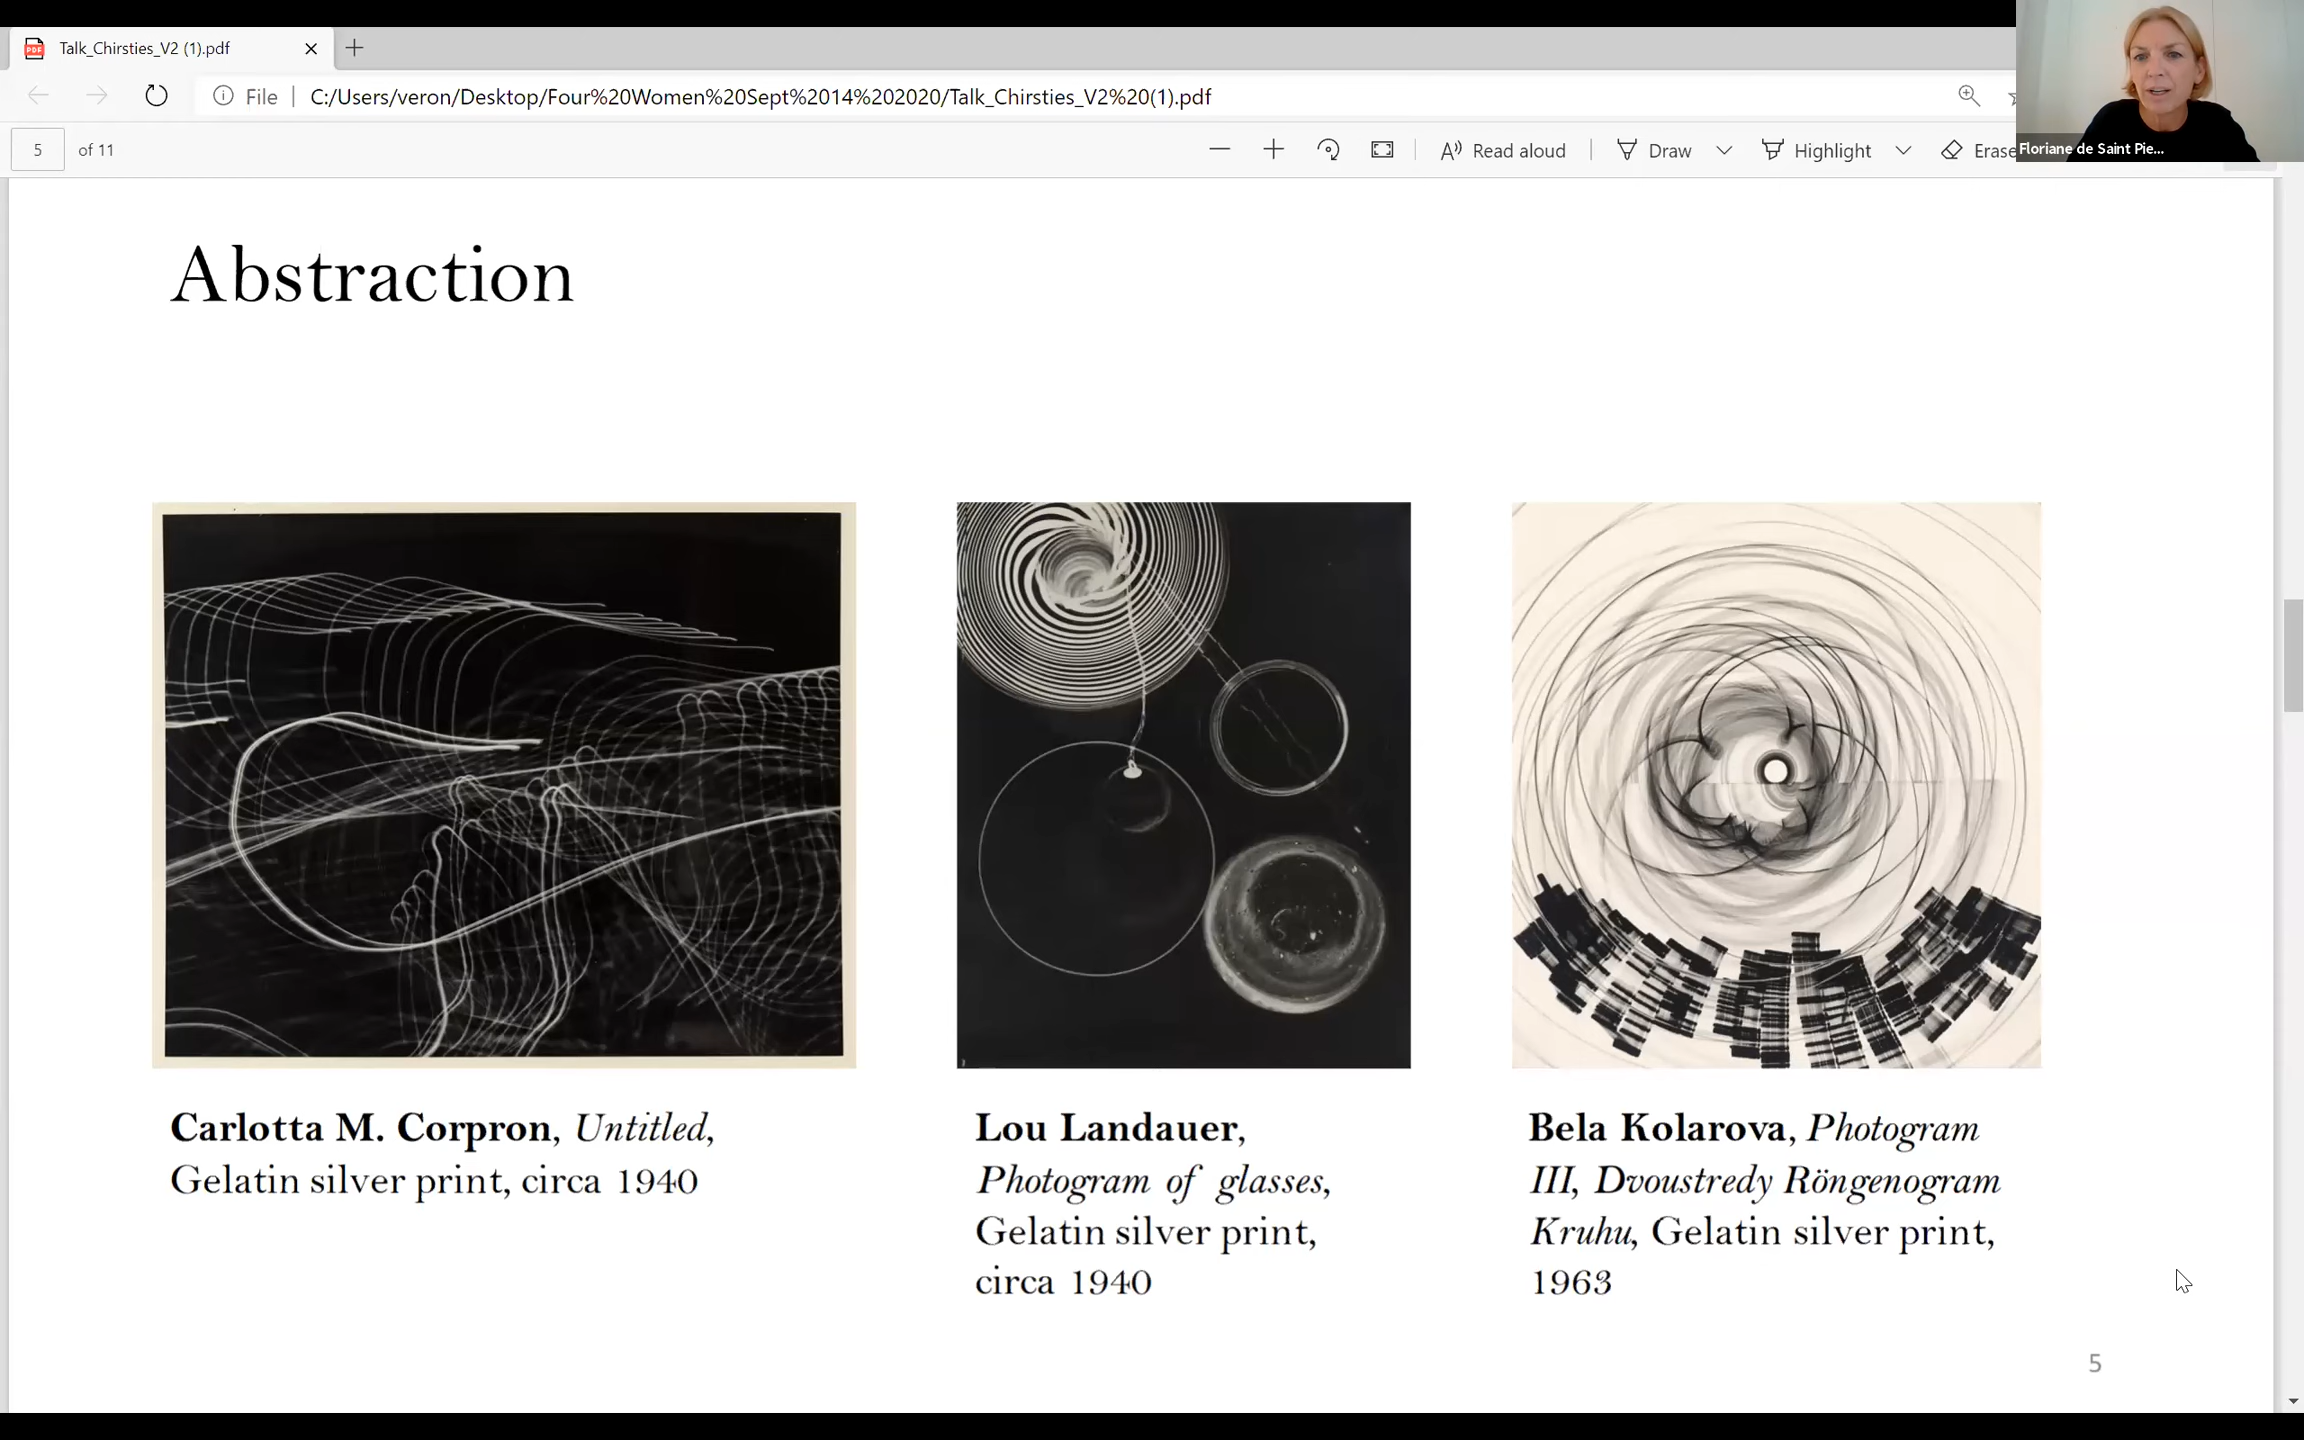 Talk_Chirsties_V2 (1).pdf
File
C:/Users/veron/Desktop/Four%20Women%20Sept%2014%202020/Talk_Chirsties_V2%20(1).pdf
5 of 11
Read aloud
Draw
Highlight
Erase
Floriane de Saint Pie...
Abstraction
Carlotta M. Corpron, Untitled,
Gelatin silver print, circa 1940
Lou Landauer,
Photogram of glasses,
Gelatin silver print,
circa 1940
Bela Kolarova, Photogram
III, Dvoustredy Röngenogram
Kruhu, Gelatin silver print,
1963
5